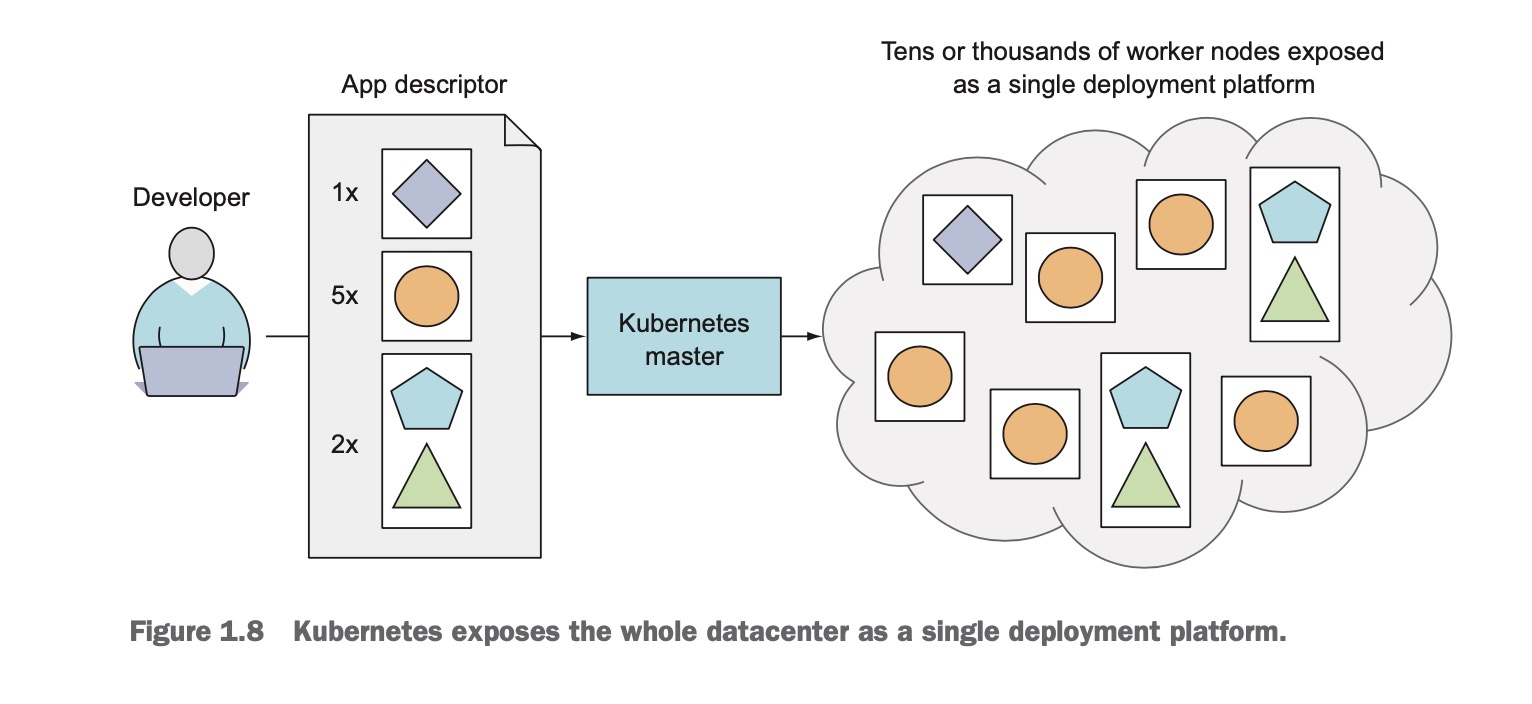 Tens or thousands of worker nodes exposed
as a single deployment platform
App descriptor
Developer
1x
5x
2x
Kubernetes
master
Figure 1.8 Kubernetes exposes the whole datacenter as a single deployment platform.